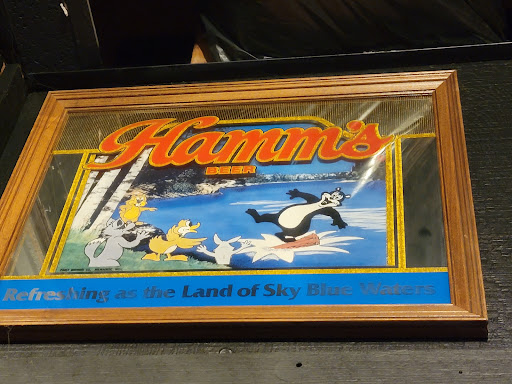 Hamm's
BEER
Refreshing as the Land of Sky Blue Waters